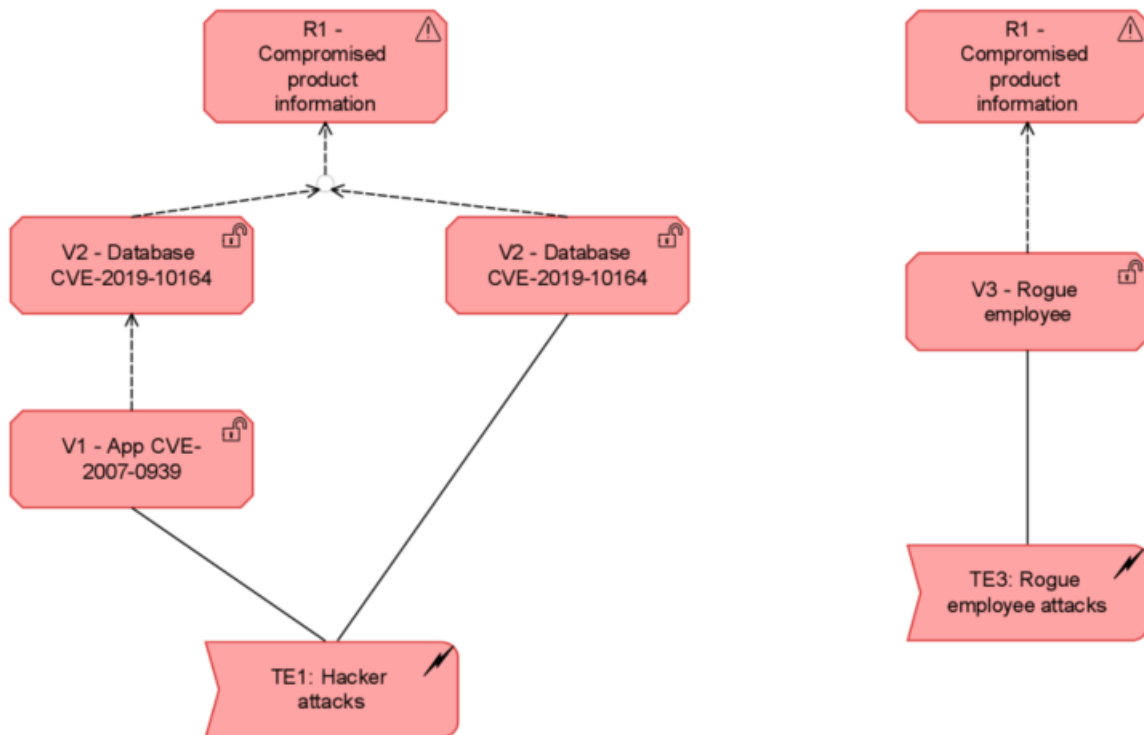 R1 -
Compromised
product
information
R1 -
Compromised
product
information
V2 - Database
CVE-2019-10164
V2 - Database
CVE-2019-10164
V3 - Rogue
employee
V1 - App CVE-
2007-0939
TE3: Rogue
employee attacks
TE1: Hacker
attacks